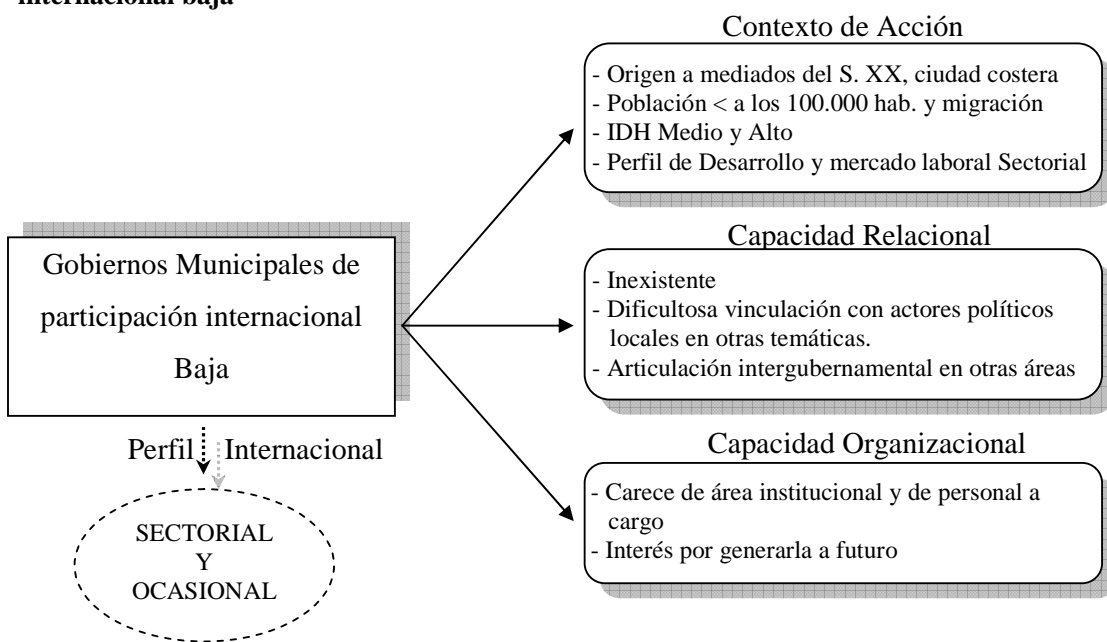 internacional baja
Contexto de Acción
- Origen a mediados del S. XX, ciudad costera
- Población < a los 100.000 hab. y migración
- IDH Medio y Alto
- Perfil de Desarrollo y mercado laboral Sectorial
Gobiernos Municipales de
participación internacional
Baja
Capacidad Relacional
- Inexistente
- Dificultosa vinculación con actores políticos
locales en otras temáticas.
- Articulación intergubernamental en otras áreas
Perfil Internacional
SECTORIAL
Y
OCASIONAL
Capacidad Organizacional
- Carece de área institucional y de personal a
cargo
- Interés por generarla a futuro